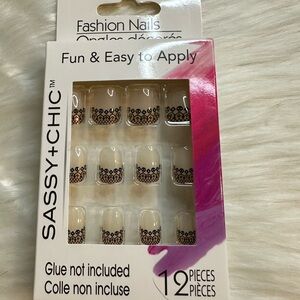 Fashion Nails
Ongles décorés
Fun & Easy to Apply
SASSY+CHIC™
Glue not included
Colle non incluse
12 PIECES
PIÈCES